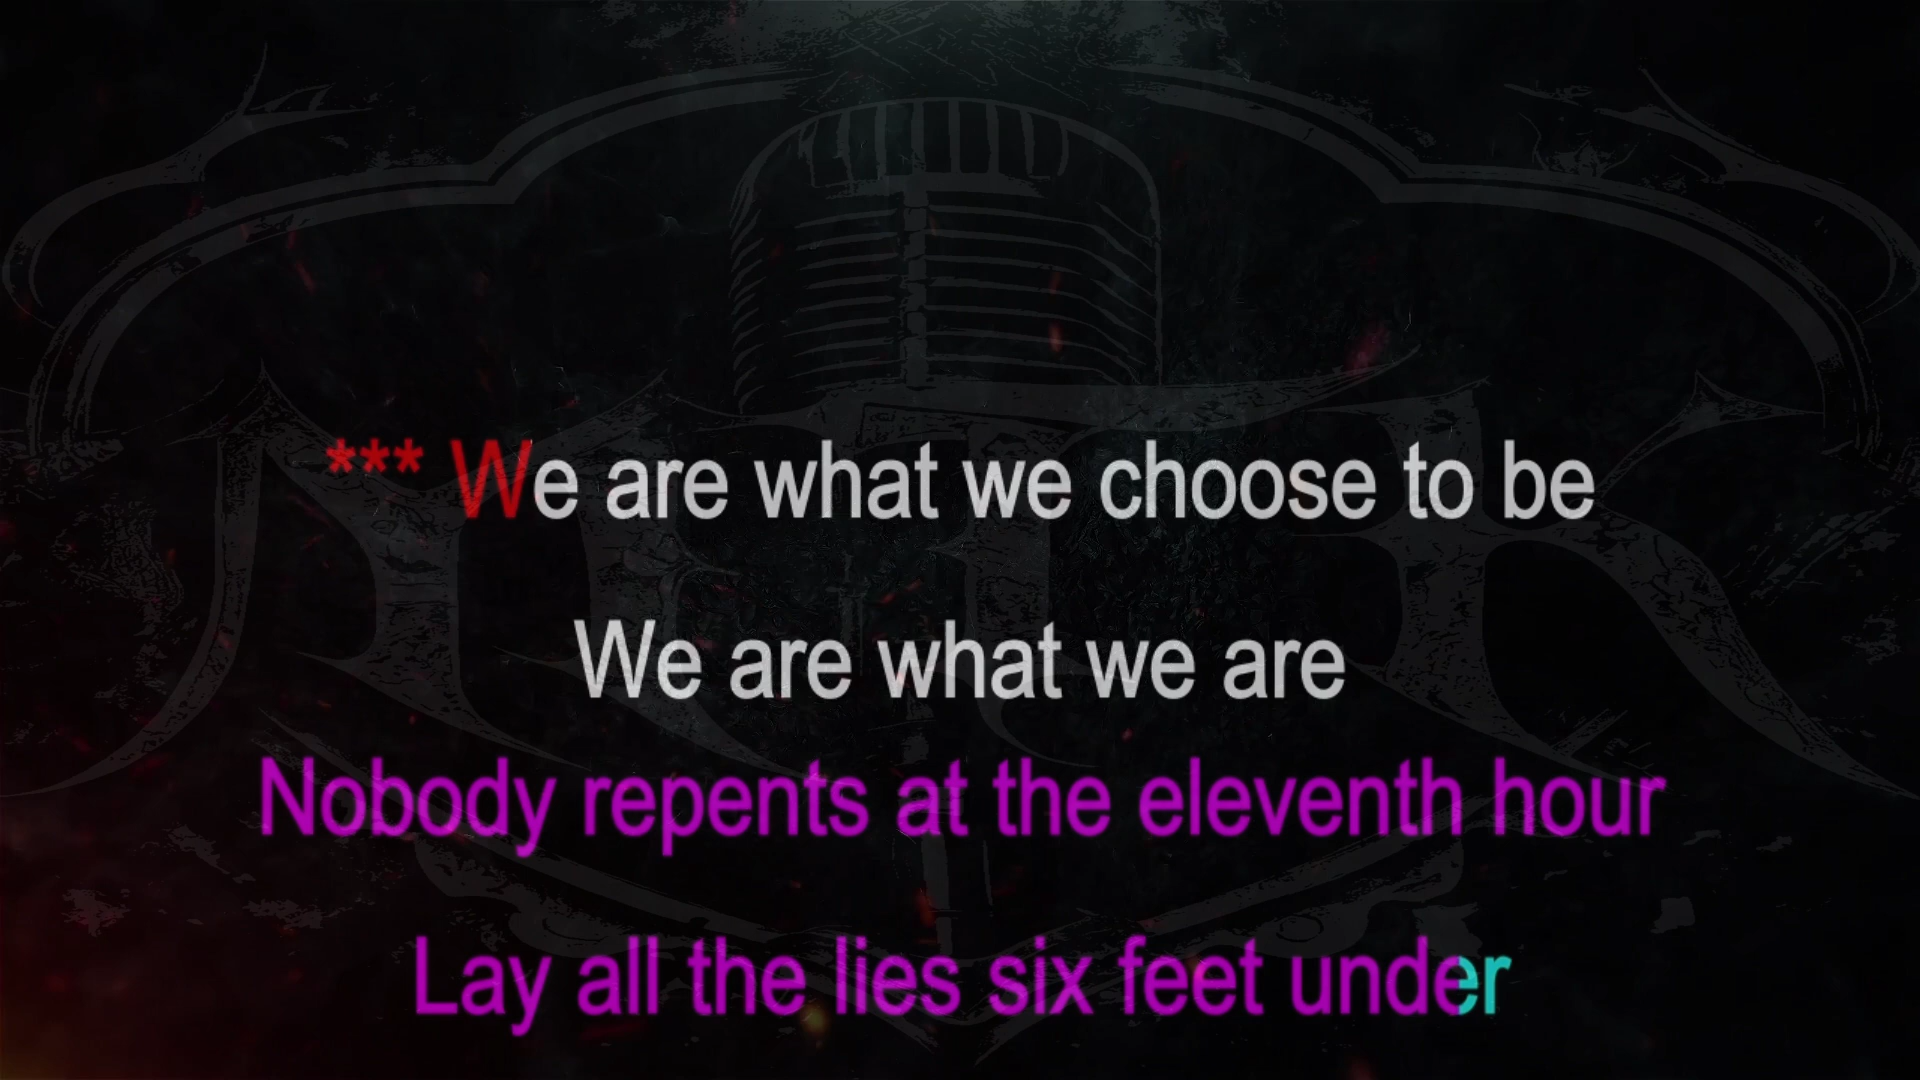 *** We are what we choose to be
We are what we are
Nobody repents at the eleventh hour
Lay all the lies six feet under